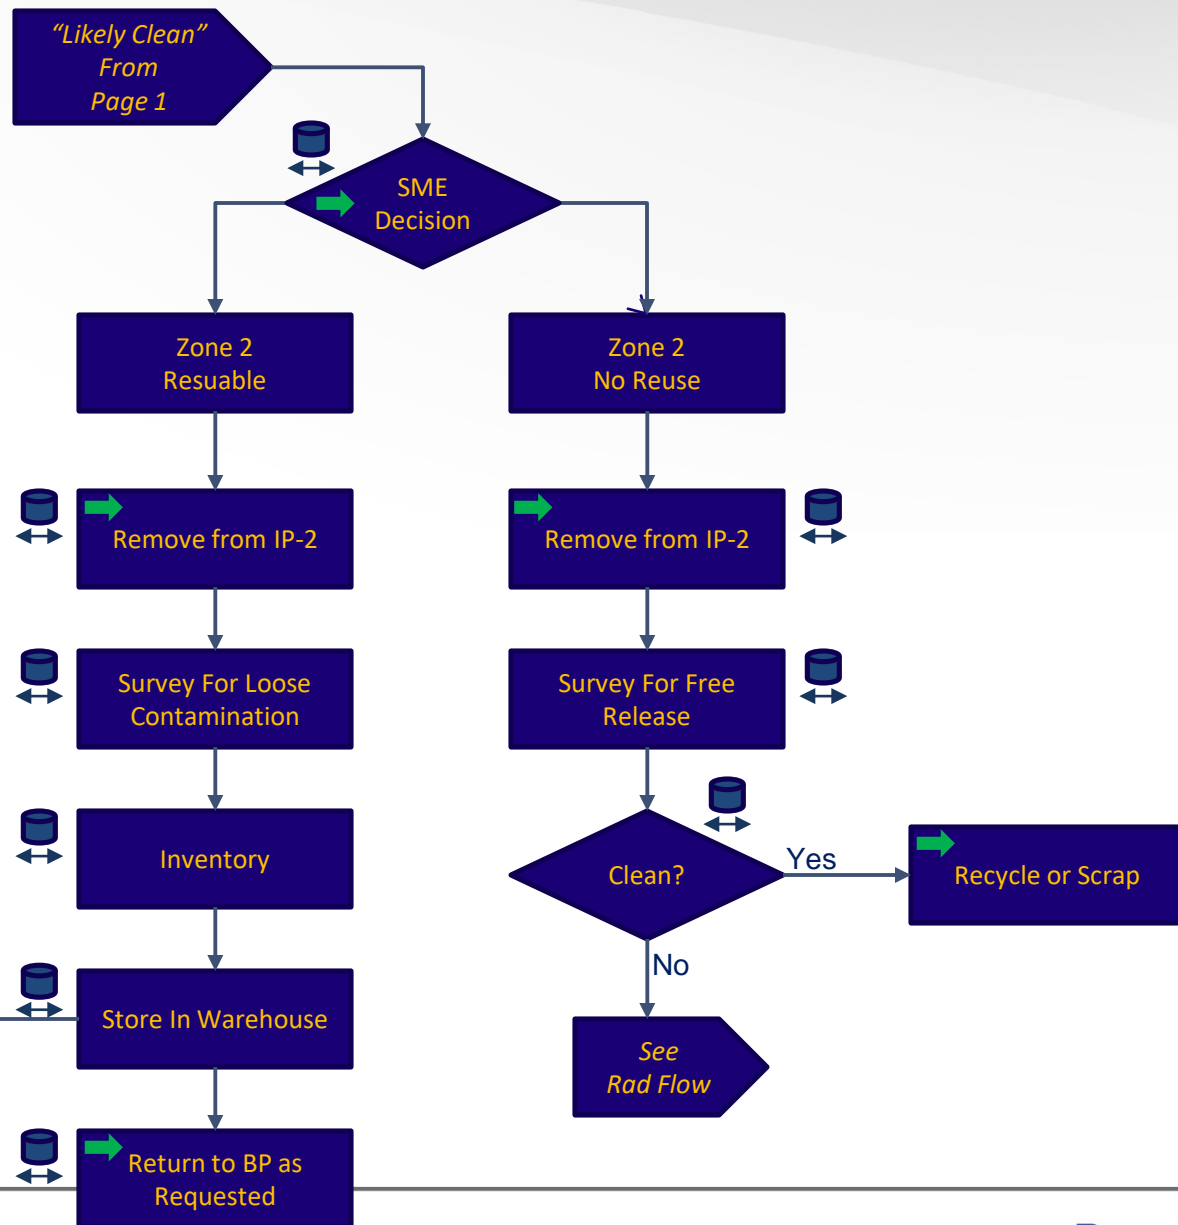 “Likely Clean”
From
Page 1
SME
Decision
Zone 2
Resuable
Zone 2
No Reuse
Remove from IP-2
Remove from IP-2
Survey For Loose
Contamination
Survey For Free
Release
Inventory
Clean?
Yes
Recycle or Scrap
No
Store In Warehouse
See
Rad Flow
Return to BP as
Requested